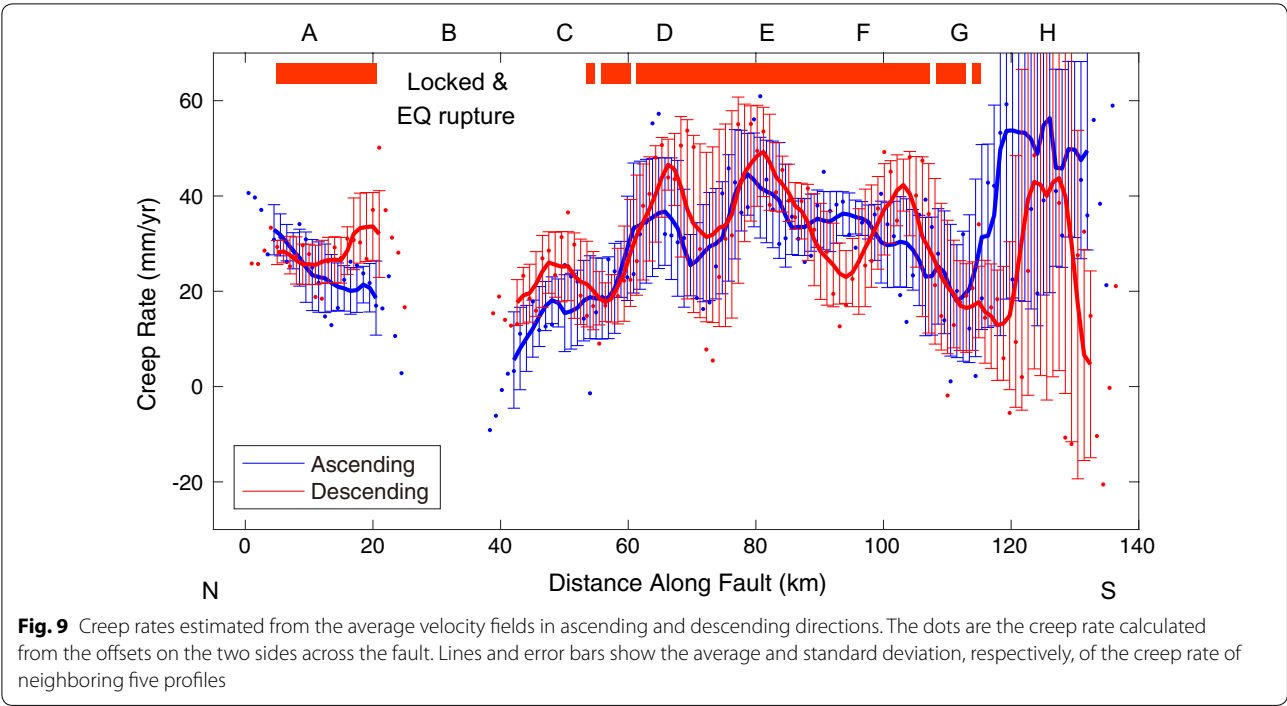 A B C D E F G H
Locked &
EQ rupture
60
40
20
0
-20
Creep Rate (mm/yr)
Ascending
Descending
0 20 40 60 80 100 120 140
N Distance Along Fault (km) S
Fig. 9 Creep rates estimated from the average velocity fields in ascending and descending directions. The dots are the creep rate calculated
from the offsets on the two sides across the fault. Lines and error bars show the average and standard deviation, respectively, of the creep rate of
neighboring five profiles